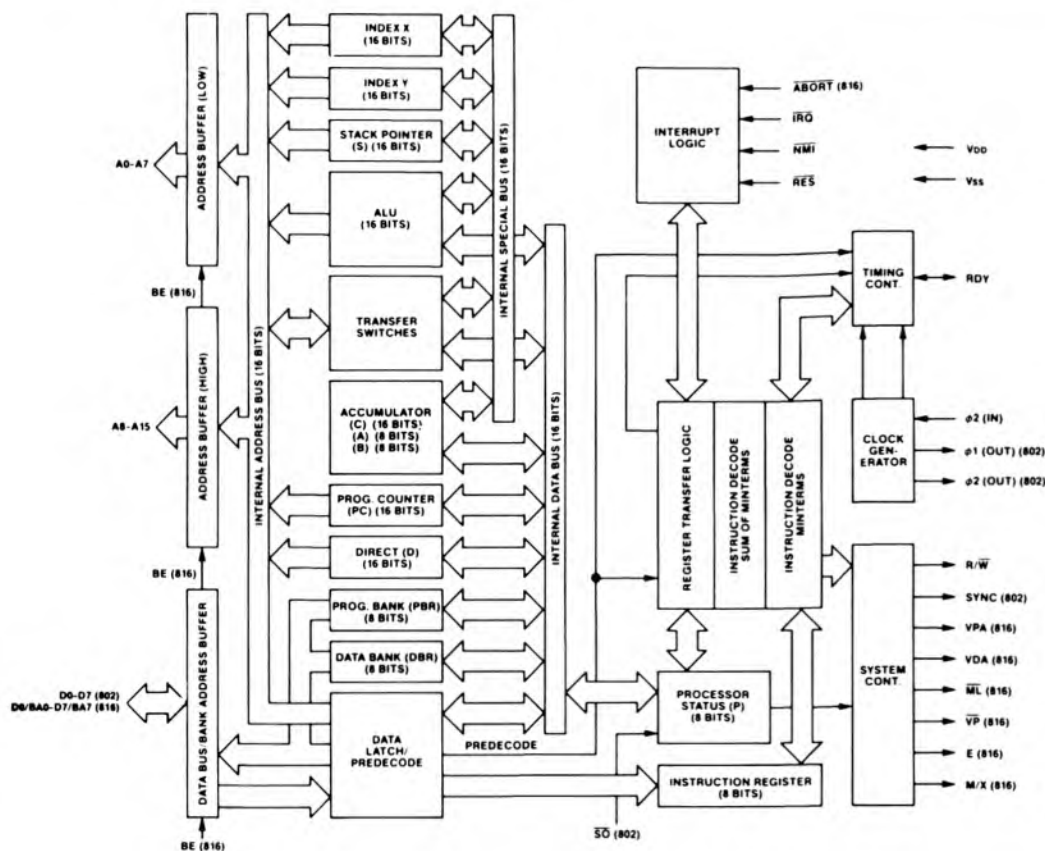 INDEX X
(16 BITS)
INDEX Y
(16 BITS)
STACK POINTER
(S) (16 BITS)
ALU
(16 BITS)
TRANSFER
SWITCHES
ACCUMULATOR
(C) (16 BITS)
(A) (8 BITS)
(B) (8 BITS)
PROG. COUNTER
(PC) (16 BITS)
DIRECT (D)
(16 BITS)
PROG. BANK (PBR)
(8 BITS)
DATA BANK (DBR)
(8 BITS)
DATA
LATCH/
PREDECODE
ADDRESS BUFFER (LOW)
A0-A7
BE (816)
ADDRESS BUFFER (HIGH)
A8-A15
BE (816)
DATA BUS/BANK ADDRESS BUFFER
D0-D7 (802)
D0/BA0-D7/BA7 (816)
BE (816)
INTERNAL ADDRESS BUS (16 BITS)
INTERNAL SPECIAL BUS (16 BITS)
INTERNAL DATA BUS (16 BITS)
PREDECODE
INTERRUPT
LOGIC
A̅B̅O̅R̅T̅ (816)
I̅R̅Q̅
N̅M̅I̅
R̅E̅S̅
VDD
VSS
TIMING
CONT.
RDY
CLOCK
GEN-
ERATOR
ϕ2 (IN)
ϕ1 (OUT) (802)
ϕ2 (OUT) (802)
REGISTER TRANSFER LOGIC
INSTRUCTION DECODE
SUM OF MINTERMS
INSTRUCTION DECODE
MINTERMS
SYSTEM
CONT.
R/W̅
SYNC (802)
VPA (816)
VDA (816)
M̅L̅ (816)
V̅P̅ (816)
E (816)
M/X (816)
PROCESSOR
STATUS (P)
(8 BITS)
INSTRUCTION REGISTER
(8 BITS)
S̅O̅ (802)